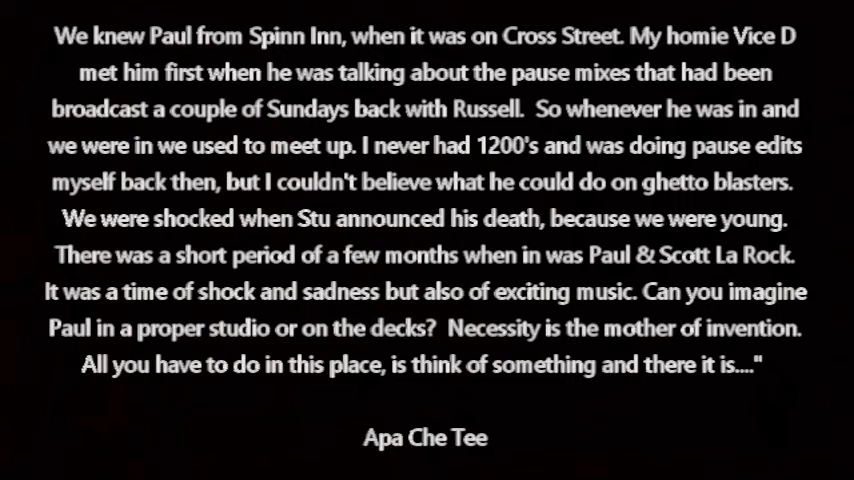 We knew Paul from Spinn Inn, when it was on Cross Street. My homie Vice D
met him first when he was talking about the pause mixes that had been
broadcast a couple of Sundays back with Russell.  So whenever he was in and
we were in we used to meet up. I never had 1200's and was doing pause edits
myself back then, but I couldn't believe what he could do on ghetto blasters.
We were shocked when Stu announced his death, because we were young.
There was a short period of a few months when in was Paul & Scott La Rock.
It was a time of shock and sadness but also of exciting music. Can you imagine
Paul in a proper studio or on the decks?  Necessity is the mother of invention.
All you have to do in this place, is think of something and there it is...."
Apa Che Tee